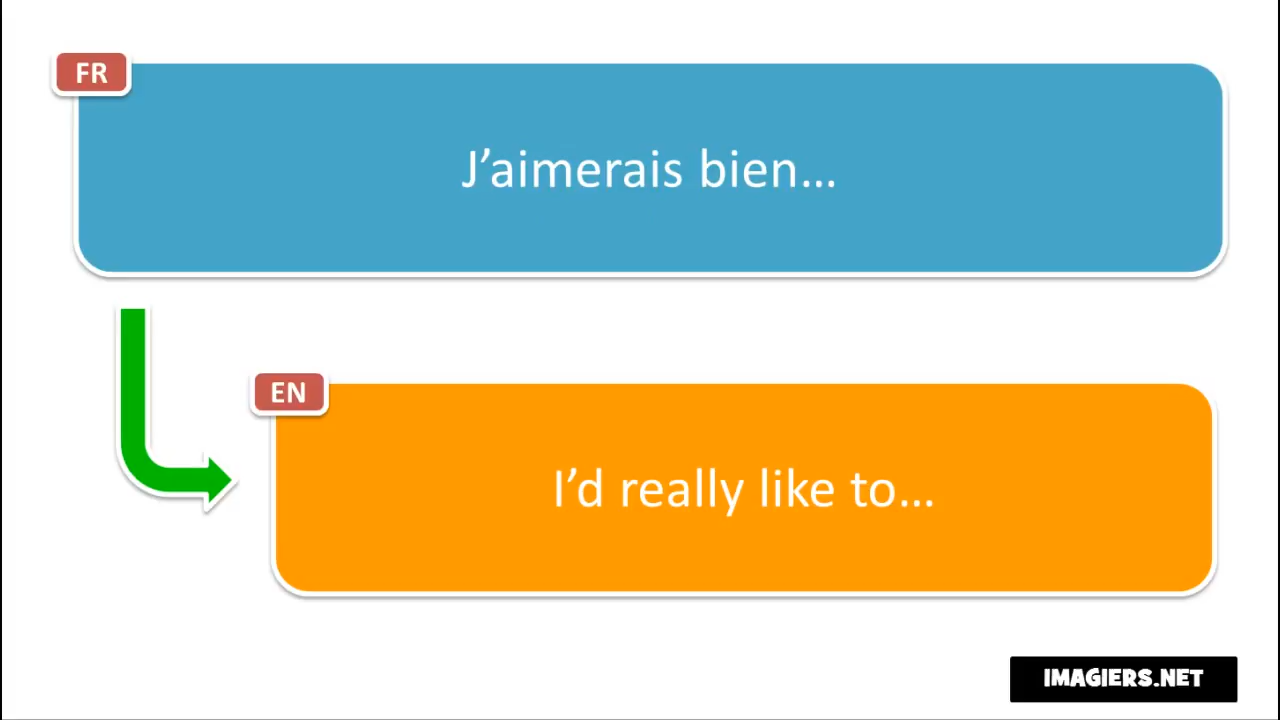 FR
J’aimerais bien...
EN
I’d really like to...
IMAGIERS.NET